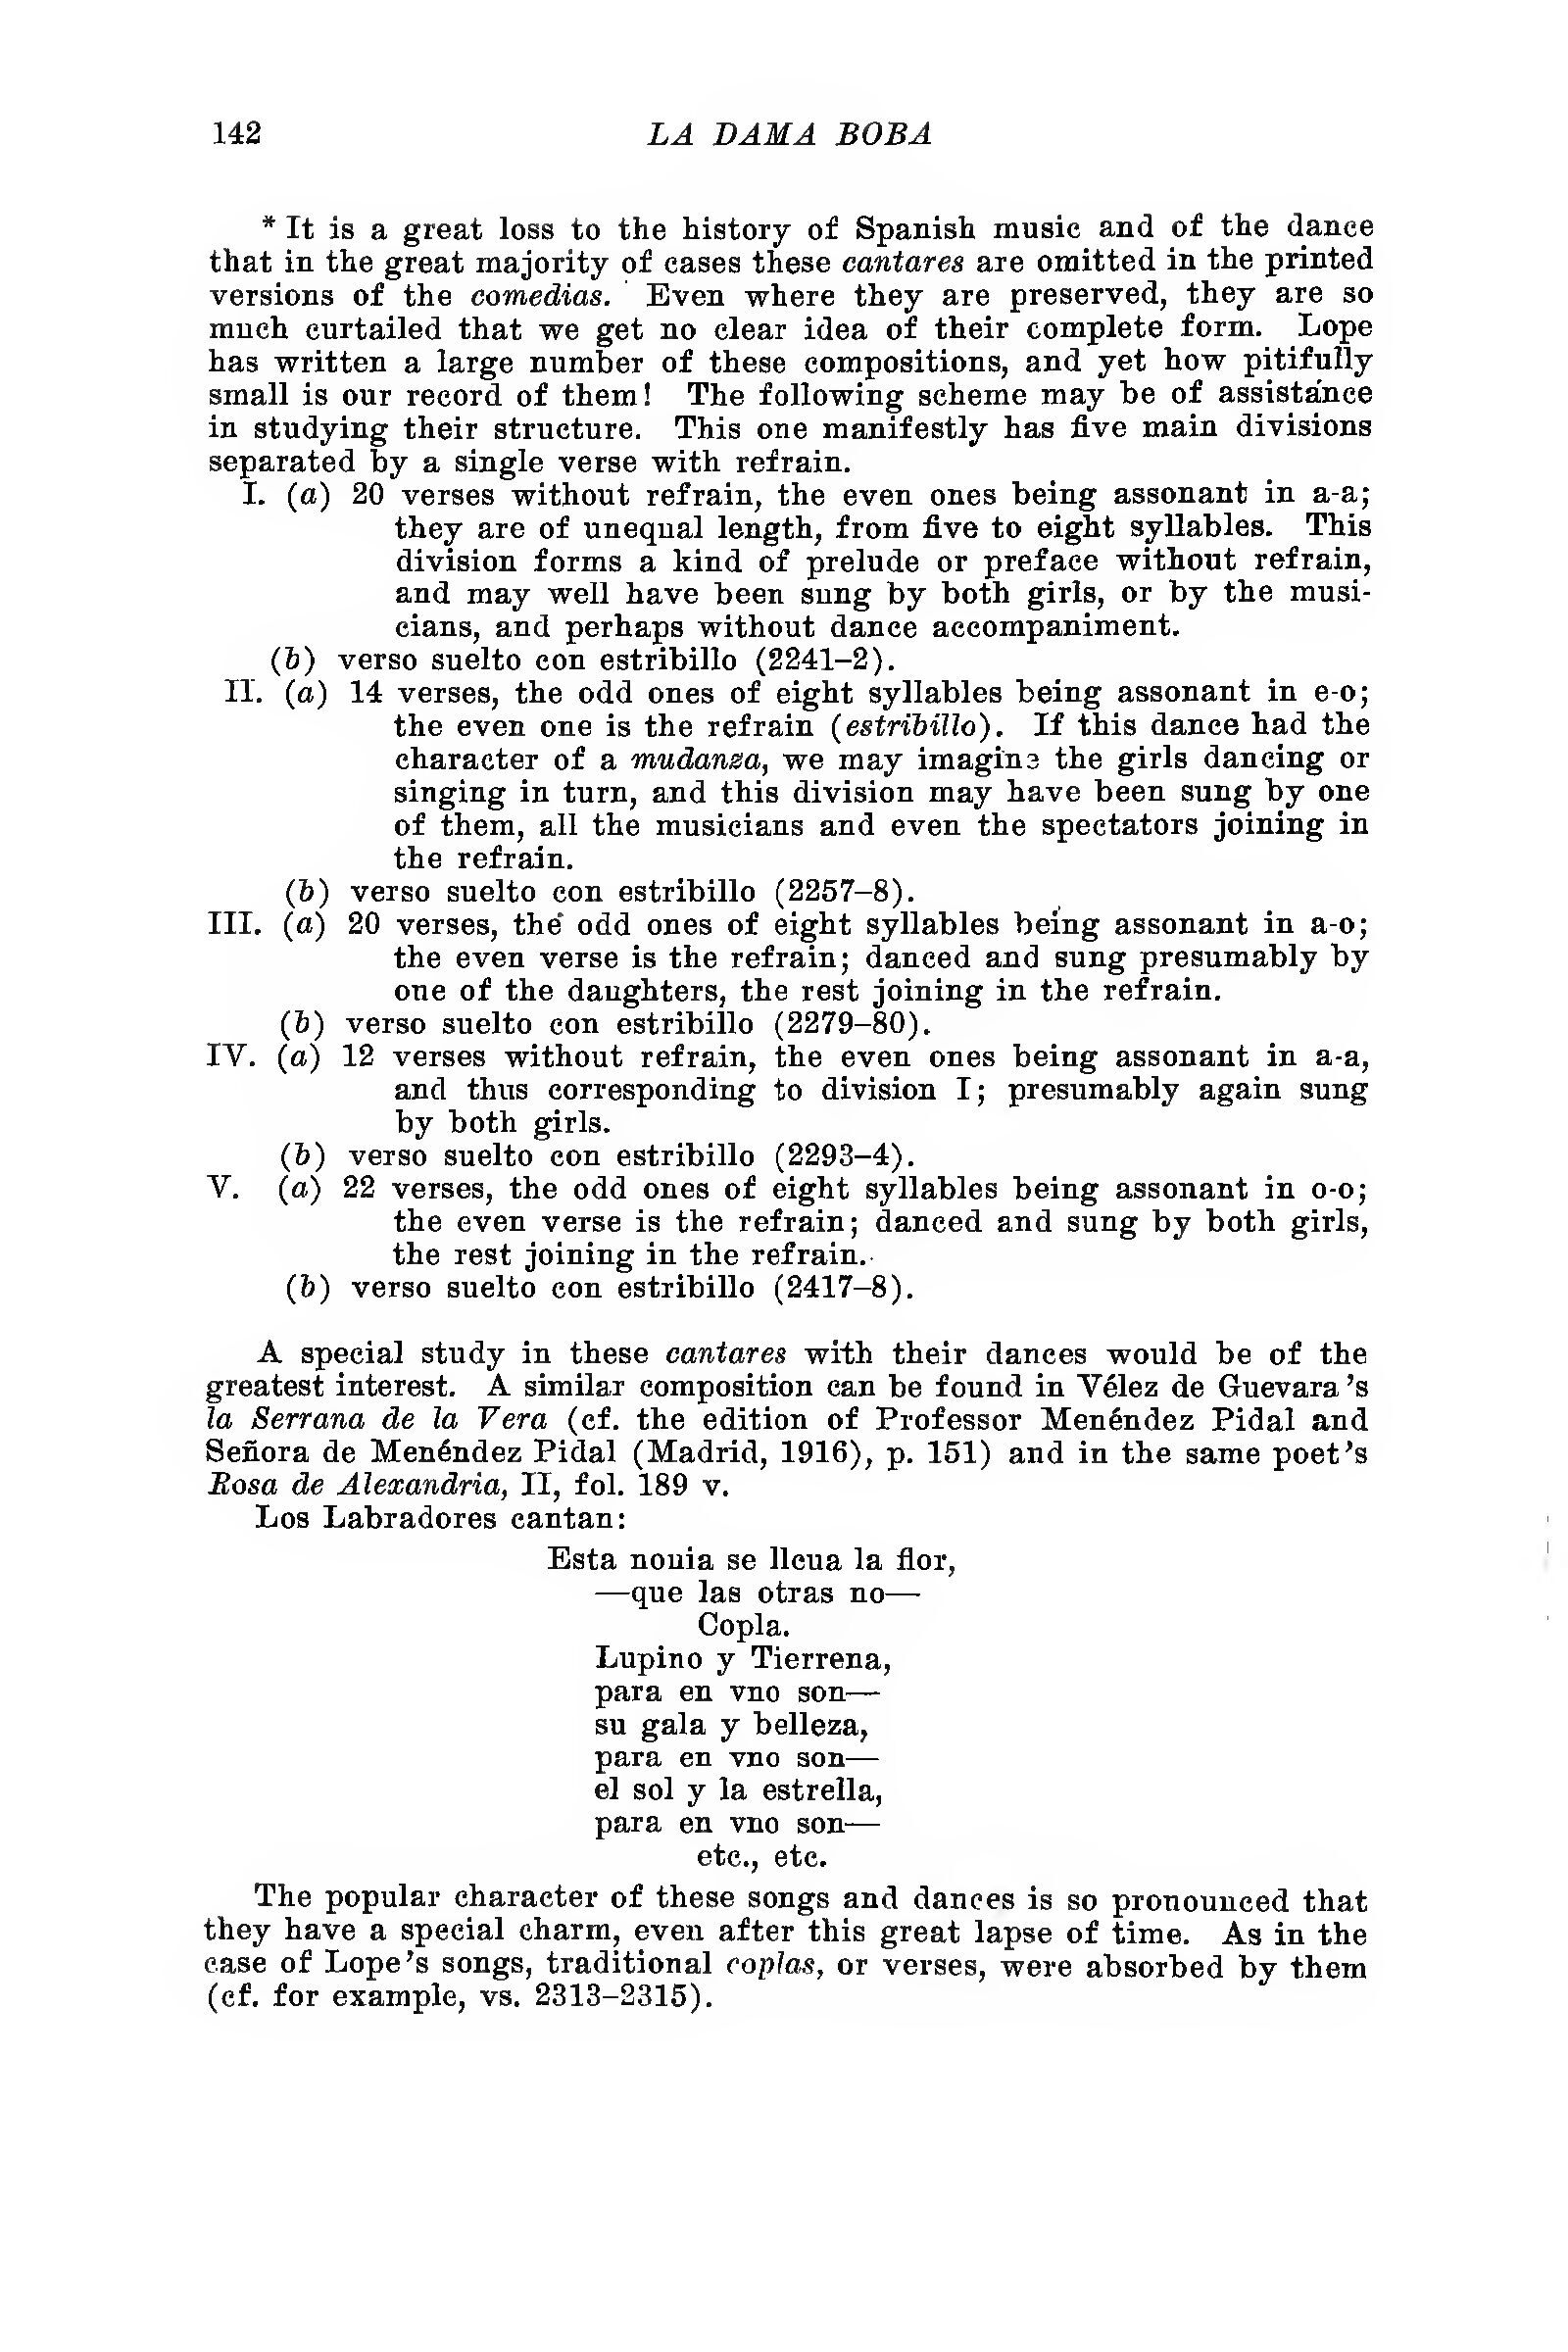 142 LA DAMA BOBA
* It is a great loss to the history of Spanish music and of the dance
that in the great majority of cases these cantares are omitted in the printed
versions of the comedias. Even where they are preserved, they are so
much curtailed that we get no clear idea of their complete form. Lope
has written a large number of these compositions, and yet how pitifully
small is our record of them! The following scheme may be of assistance
in studying their structure. This one manifestly has five main divisions
separated by a single verse with refrain.
I. (a) 20 verses without refrain, the even ones being assonant in a-a;
they are of unequal length, from five to eight syllables. This
division forms a kind of prelude or preface without refrain,
and may well have been sung by both girls, or by the musi-
cians, and perhaps without dance accompaniment.
(b) verso suelto con estribillo (2241–2).
II. (a) 14 verses, the odd ones of eight syllables being assonant in e-o;
the even one is the refrain (estribillo). If this dance had the
character of a mudanza, we may imagine the girls dancing or
singing in turn, and this division may have been sung by one
of them, all the musicians and even the spectators joining in
the refrain.
(b) verso suelto con estribillo (2257–8).
III. (a) 20 verses, the odd ones of eight syllables being assonant in a-o;
the even verse is the refrain; danced and sung presumably by
one of the daughters, the rest joining in the refrain.
(b) verso suelto con estribillo (2279–80).
IV. (a) 12 verses without refrain, the even ones being assonant in a-a,
and thus corresponding to division I; presumably again sung
by both girls.
(b) verso suelto con estribillo (2293–4).
V. (a) 22 verses, the odd ones of eight syllables being assonant in o-o;
the even verse is the refrain; danced and sung by both girls,
the rest joining in the refrain.
(b) verso suelto con estribillo (2417–8).
A special study in these cantares with their dances would be of the
greatest interest. A similar composition can be found in Vélez de Guevara's
la Serrana de la Vera (cf. the edition of Professor Menéndez Pidal and
Señora de Menéndez Pidal (Madrid, 1916), p. 151) and in the same poet's
Rosa de Alexandria, II, fol. 189 v.
Los Labradores cantan:
Esta nouia se lleua la flor,
—que las otras no—
Copla.
Lupino y Tierrena,
para en vno son—
su gala y belleza,
para en vno son—
el sol y la estrella,
para en vno son—
etc., etc.
The popular character of these songs and dances is so pronounced that
they have a special charm, even after this great lapse of time. As in the
case of Lope's songs, traditional coplas, or verses, were absorbed by them
(cf. for example, vs. 2313–2315).